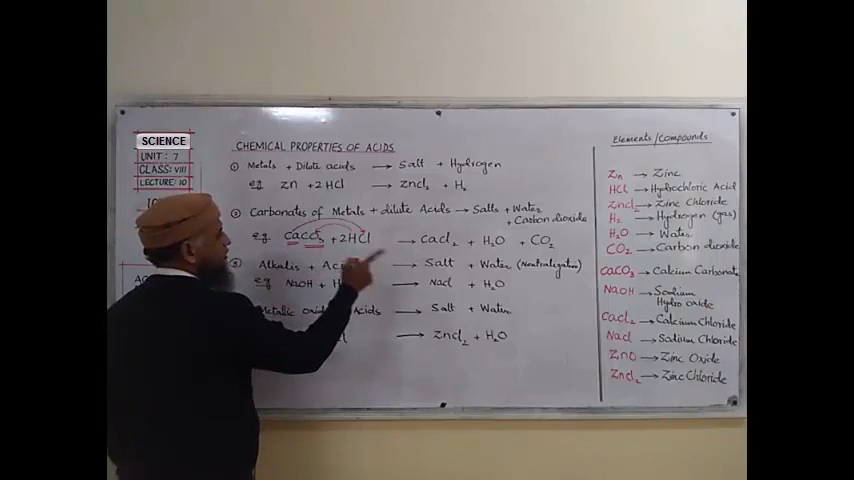 SCIENCE
UNIT: 7
CLASS: VIII
LECTURE: 10
CHEMICAL PROPERTIES OF ACIDS
① Metals + Dilute acids → Salt + Hydrogen
eg Zn + 2HCl → Zncl₂ + H₂
② Carbonates of Metals + dilute Acids → Salts + Water
+ Carbon dioxide
eg CaCO₃ + 2HCl → Cacl₂ + H₂O + CO₂
③ Alkalis + → Salt + Water (Neutralization)
eg NaOH + → Nacl + H₂O
Metallic Acids → Salt + Water
→ Zncl₂ + H₂O
Elements/Compounds
Zn → Zinc
HCl → Hydrochloric Acid
Zncl₂ → Zinc Chloride
H₂ → Hydrogen (gas)
H₂O → Water
CO₂ → Carbon dioxide
CaCO₃ → Calcium Carbonate
NaOH → Sodium
Hydro oxide
Cacl₂ → Calcium Chloride
Nacl → Sodium Chloride
ZnO → Zinc Oxide
Zncl₂ → Zinc Chloride